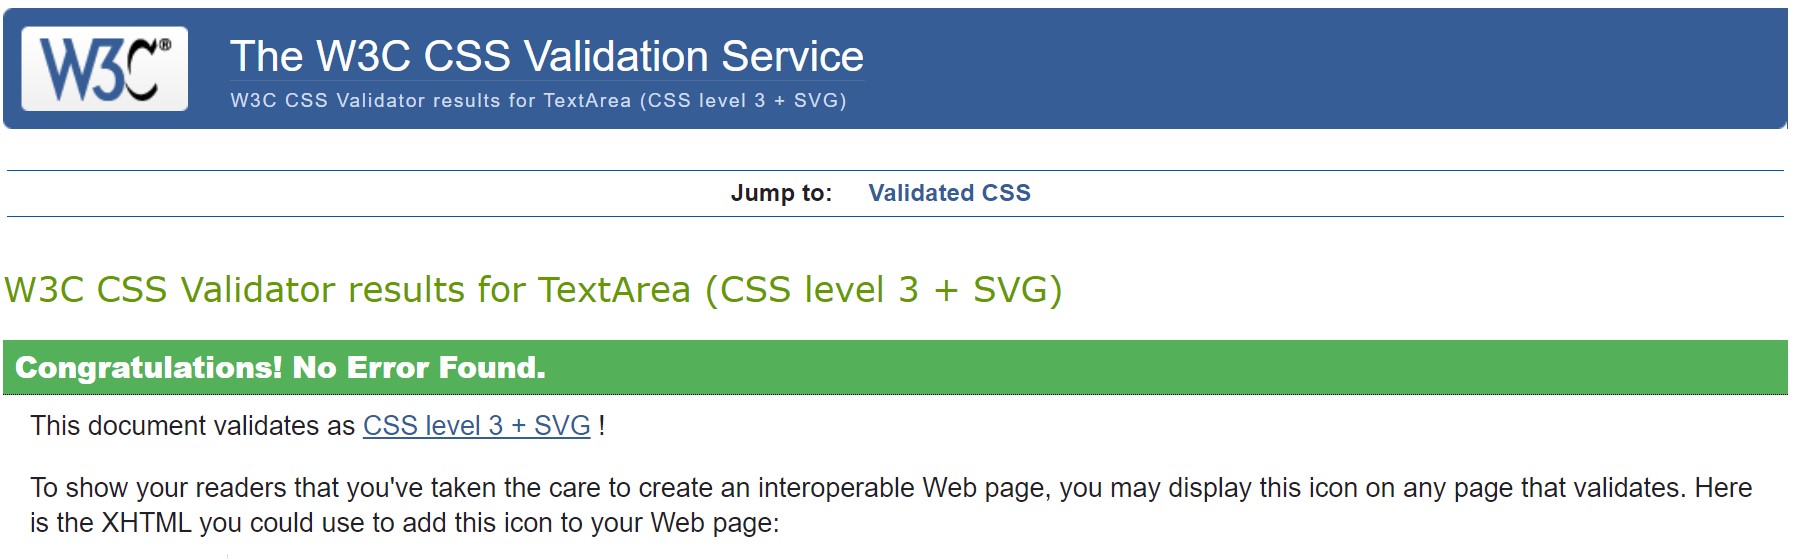 W3C®
The W3C CSS Validation Service
W3C CSS Validator results for TextArea (CSS level 3 + SVG)
Jump to: Validated CSS
W3C CSS Validator results for TextArea (CSS level 3 + SVG)
Congratulations! No Error Found.
This document validates as CSS level 3 + SVG !
To show your readers that you've taken the care to create an interoperable Web page, you may display this icon on any page that validates. Here
is the XHTML you could use to add this icon to your Web page: